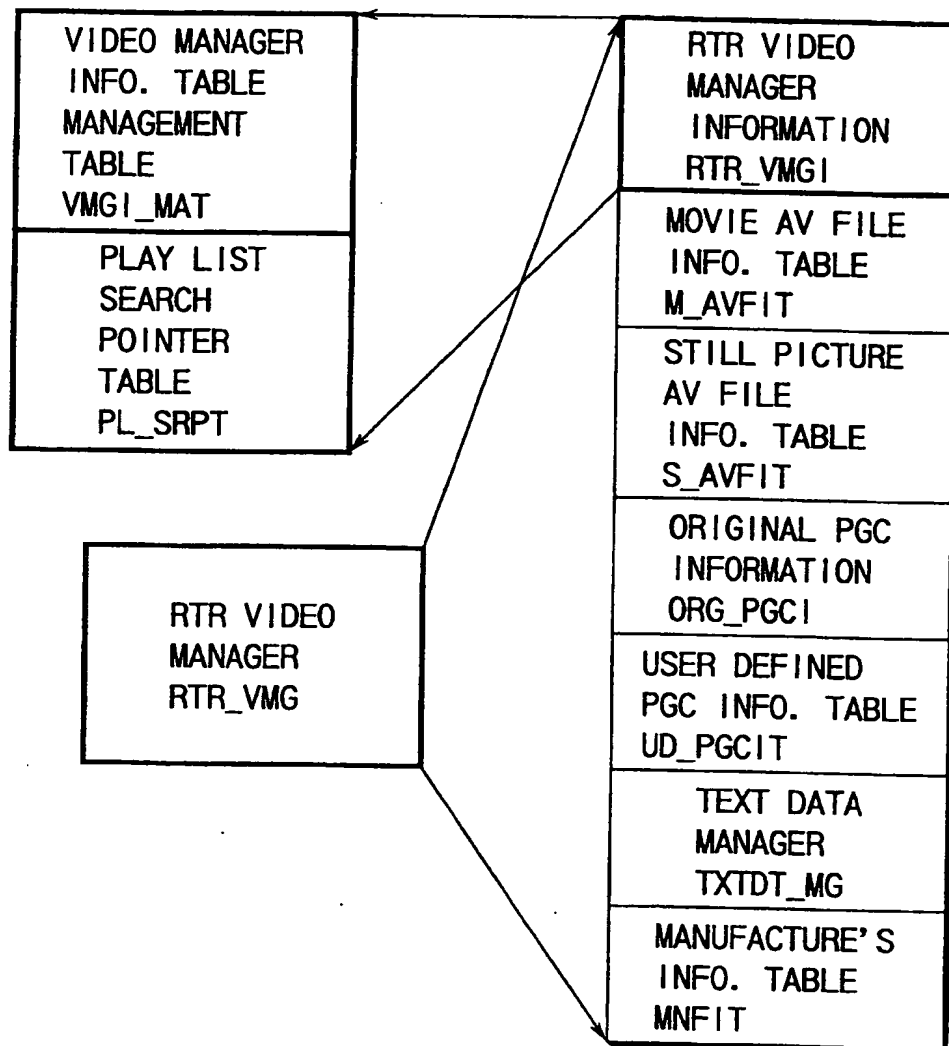 VIDEO MANAGER
INFO. TABLE
MANAGEMENT
TABLE
VMGI_MAT
PLAY LIST
SEARCH
POINTER
TABLE
PL_SRPT
RTR VIDEO
MANAGER
RTR_VMG
RTR VIDEO
MANAGER
INFORMATION
RTR_VMGI
MOVIE AV FILE
INFO. TABLE
M_AVFIT
STILL PICTURE
AV FILE
INFO. TABLE
S_AVFIT
ORIGINAL PGC
INFORMATION
ORG_PGCI
USER DEFINED
PGC INFO. TABLE
UD_PGCIT
TEXT DATA
MANAGER
TXTDT_MG
MANUFACTURE'S
INFO. TABLE
MNFIT